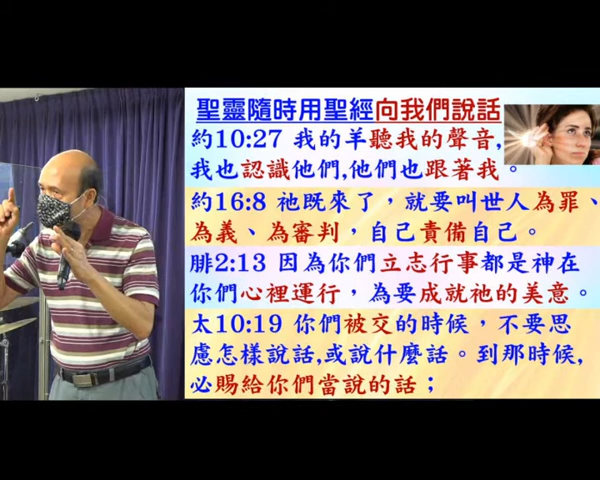 聖靈隨時用聖經向我們說話
約10:27 我的羊聽我的聲音,
我也認識他們,他們也跟著我。
約16:8 祂既來了，就要叫世人為罪、
為義、為審判，自己責備自己。
腓2:13 因為你們立志行事都是神在
你們心裡運行，為要成就祂的美意。
太10:19 你們被交的時候，不要思
慮怎樣說話,或說什麼話。到那時候,
必賜給你們當說的話；